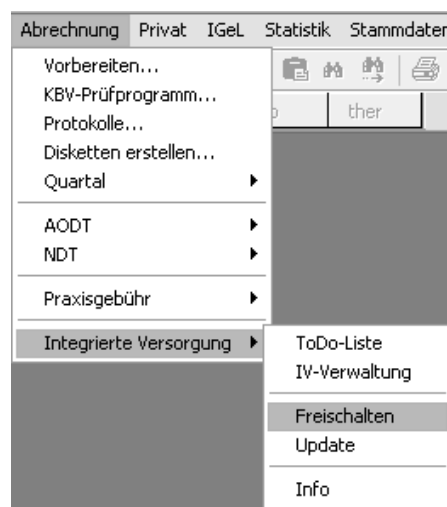 Abrechnung Privat IGeL Statistik Stammdaten
Vorbereiten...
KBV-Prüfprogramm...
Protokolle...
ther
Disketten erstellen...
Quartal
AODT
NDT
Praxisgebühr
Integrierte Versorgung
ToDo-Liste
IV-Verwaltung
Freischalten
Update
Info